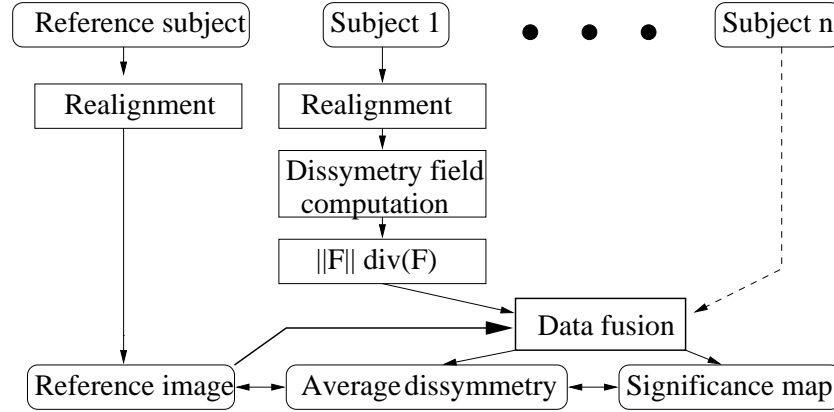 Reference subject
Subject 1
Subject n
Realignment
Realignment
Dissymetry field
computation
||F|| div(F)
Data fusion
Reference image
Average dissymmetry
Significance map